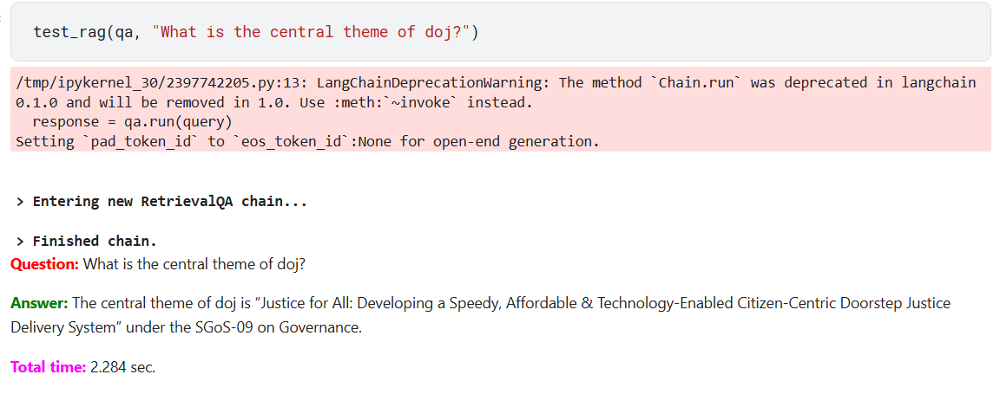 test_rag(qa, "What is the central theme of doj?")
/tmp/ipykernel_30/2397742205.py:13: LangChainDeprecationWarning: The method `Chain.run` was deprecated in langchain
0.1.0 and will be removed in 1.0. Use :meth:`~invoke` instead.
  response = qa.run(query)
Setting `pad_token_id` to `eos_token_id`:None for open-end generation.
> Entering new RetrievalQA chain...
> Finished chain.
Question: What is the central theme of doj?
Answer: The central theme of doj is “Justice for All: Developing a Speedy, Affordable & Technology-Enabled Citizen-Centric Doorstep Justice
Delivery System” under the SGoS-09 on Governance.
Total time: 2.284 sec.